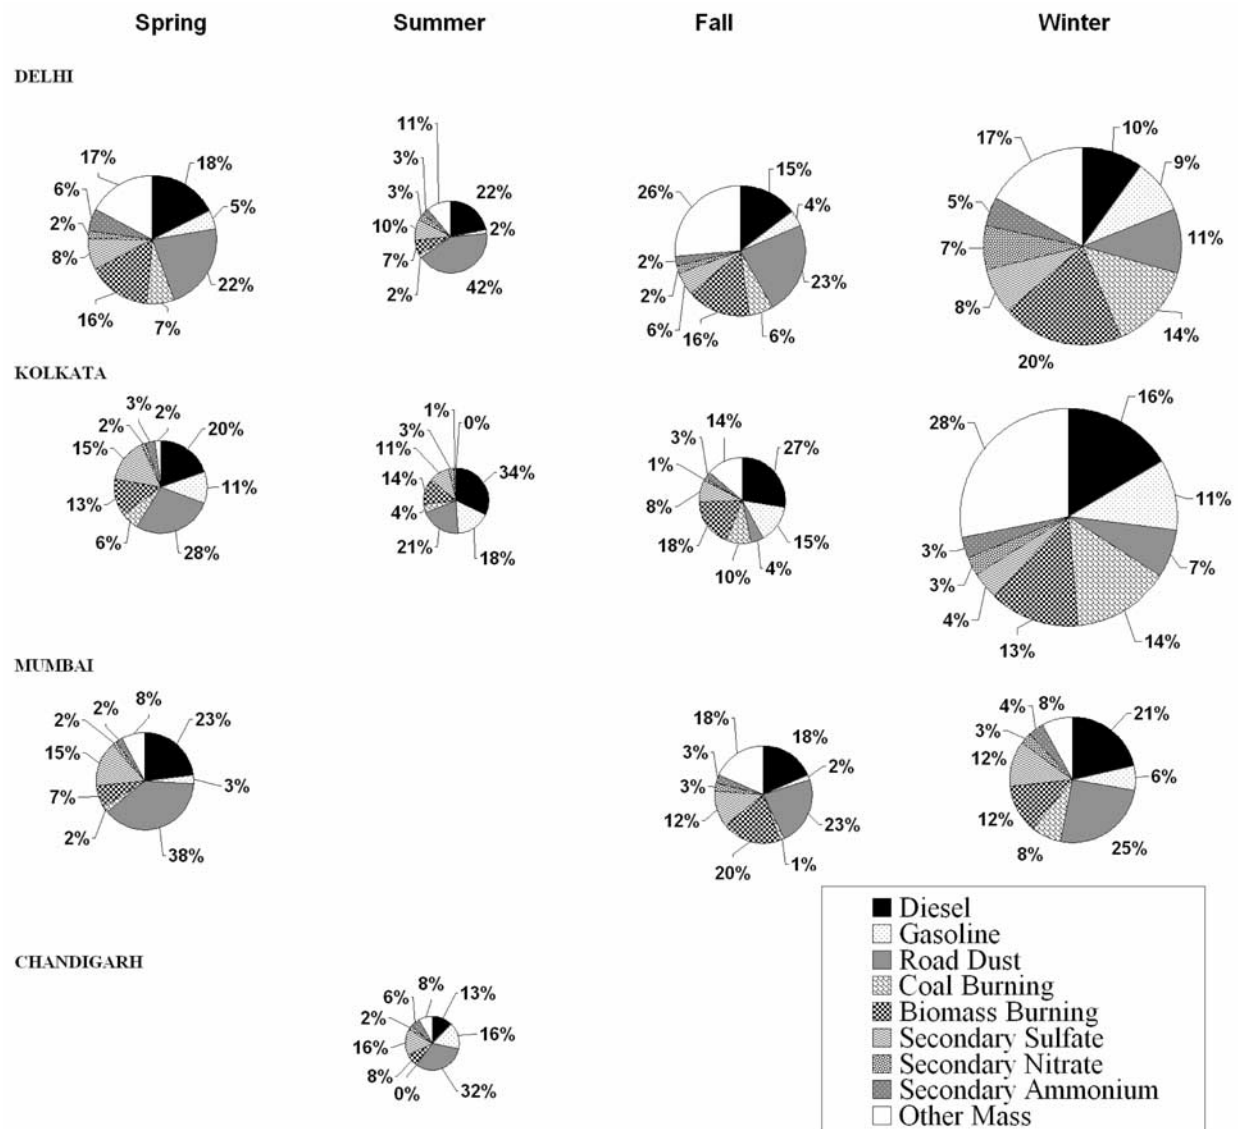 Spring Summer Fall Winter
DELHI
17% 18% 5% 22% 7% 16% 8% 2% 6%
11% 22% 2% 42% 2% 7% 10% 3% 3%
26% 15% 4% 23% 6% 16% 6% 2% 2%
17% 10% 9% 11% 14% 20% 8% 7% 5%
KOLKATA
2% 20% 11% 28% 6% 13% 15% 2% 3%
0% 34% 18% 21% 4% 14% 11% 3% 1%
14% 27% 15% 4% 10% 18% 8% 1% 3%
28% 16% 11% 7% 14% 13% 4% 3% 3%
MUMBAI
8% 23% 3% 38% 2% 7% 15% 2% 2%
18% 18% 2% 23% 1% 20% 12% 3% 3%
8% 21% 6% 25% 8% 12% 12% 3% 4%
CHANDIGARH
8% 13% 16% 32% 0% 8% 16% 2% 6%
Diesel
Gasoline
Road Dust
Coal Burning
Biomass Burning
Secondary Sulfate
Secondary Nitrate
Secondary Ammonium
Other Mass